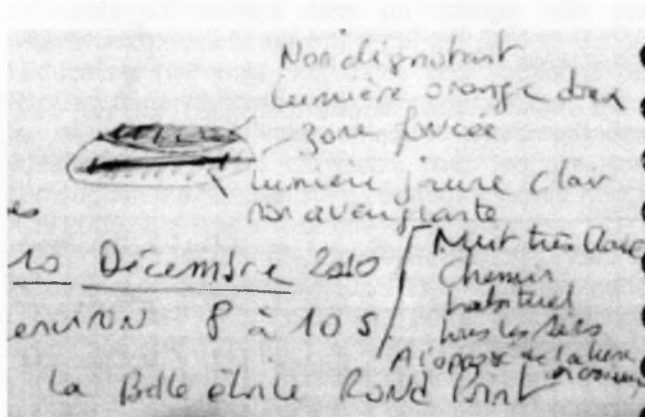 Non clignotant
lumière orange dans
zone foncée
lumière jaune clair
non aveuglante
10 Décembre 2010
environ 8 à 10 s
Nuit très claire
Chemin
habituel
tous les
A l'opposé de la lune
La Belle étoile Rond Point